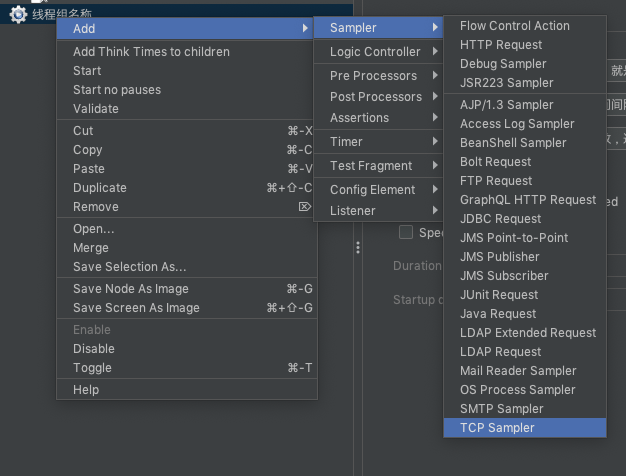 线程组名称
Add
Add Think Times to children
Start
Start no pauses
Validate
Cut ⌘-X
Copy ⌘-C
Paste ⌘-V
Duplicate ⌘+⇧-C
Remove ⌦
Open...
Merge
Save Selection As...
Save Node As Image ⌘-G
Save Screen As Image ⌘+⇧-G
Enable
Disable
Toggle ⌘-T
Help
Sampler
Logic Controller
Pre Processors
Post Processors
Assertions
Timer
Test Fragment
Config Element
Listener
Flow Control Action
HTTP Request
Debug Sampler
JSR223 Sampler
AJP/1.3 Sampler
Access Log Sampler
BeanShell Sampler
Bolt Request
FTP Request
GraphQL HTTP Request
JDBC Request
JMS Point-to-Point
JMS Publisher
JMS Subscriber
JUnit Request
Java Request
LDAP Extended Request
LDAP Request
Mail Reader Sampler
OS Process Sampler
SMTP Sampler
TCP Sampler
Spe
Duration
Startup